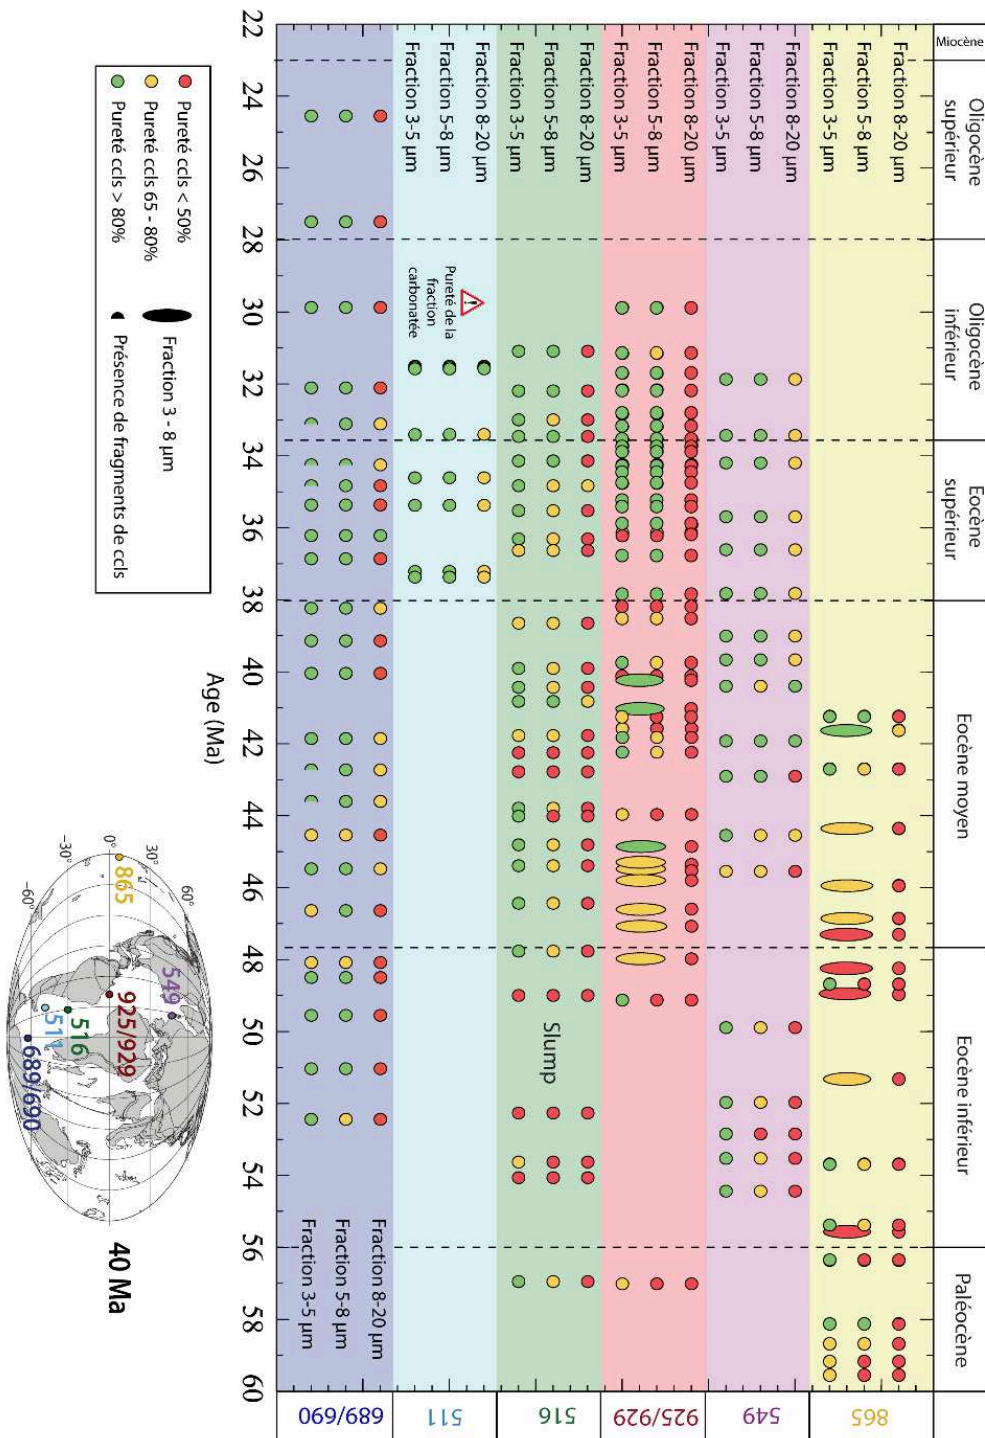 Miocène
Oligocène
supérieur
Oligocène
inférieur
Eocène
supérieur
Eocène moyen
Eocène inférieur
Paléocène
865
Fraction 8-20 µm
Fraction 5-8 µm
Fraction 3-5 µm
549
Fraction 8-20 µm
Fraction 5-8 µm
Fraction 3-5 µm
925/929
Fraction 8-20 µm
Fraction 5-8 µm
Fraction 3-5 µm
516
Fraction 8-20 µm
Fraction 5-8 µm
Fraction 3-5 µm
Slump
511
Fraction 8-20 µm
Fraction 5-8 µm
Fraction 3-5 µm
!
Pureté de la
fraction
carbonatée
689/690
Fraction 8-20 µm
Fraction 5-8 µm
Fraction 3-5 µm
22 24 26 28 30 32 34 36 38 40 42 44 46 48 50 52 54 56 58 60
Age (Ma)
Pureté ccls < 50%
Pureté ccls 65 - 80%
Pureté ccls > 80%
Fraction 3 - 8 µm
Présence de fragments de ccls
60°
30°
0°
-30°
-60°
865
549
925/929
516
511
689/690
40 Ma